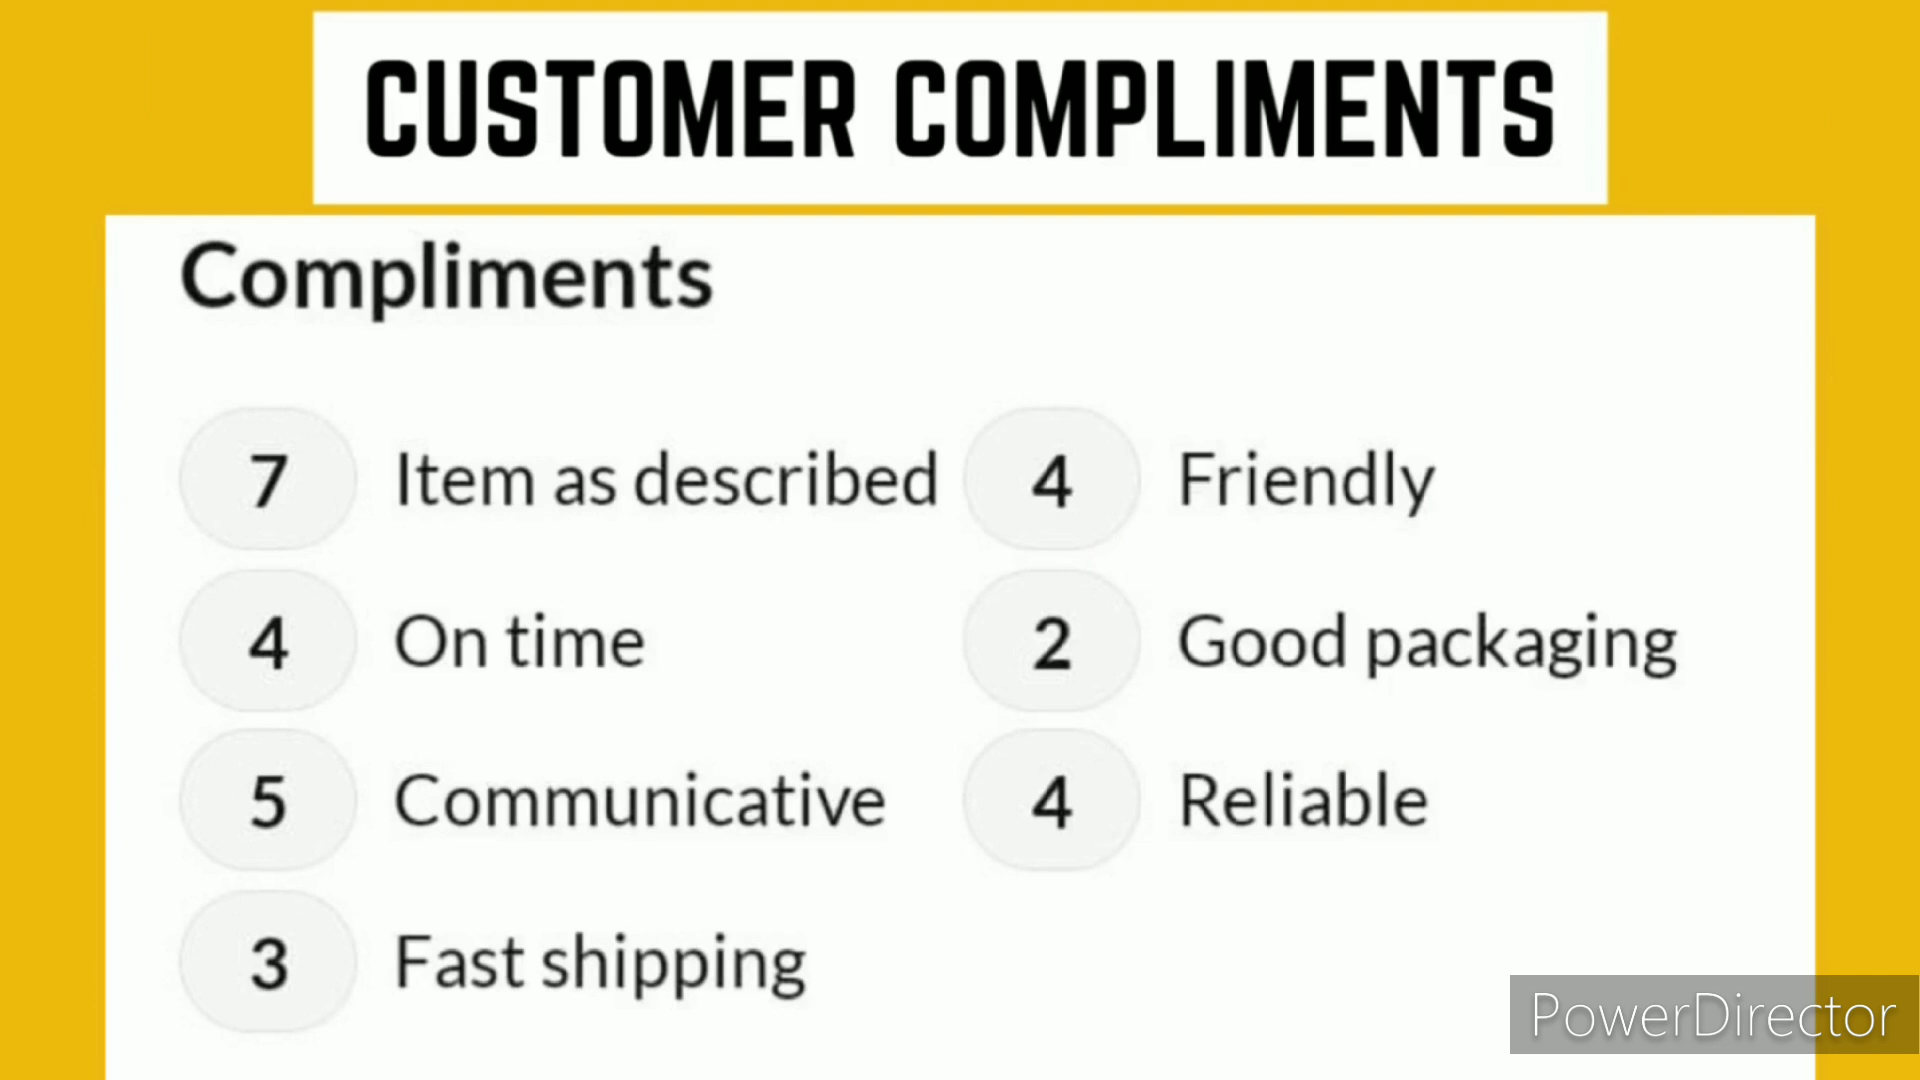 CUSTOMER COMPLIMENTS
Compliments
7 Item as described 4 Friendly
4 On time 2 Good packaging
5 Communicative 4 Reliable
3 Fast shipping
PowerDirector